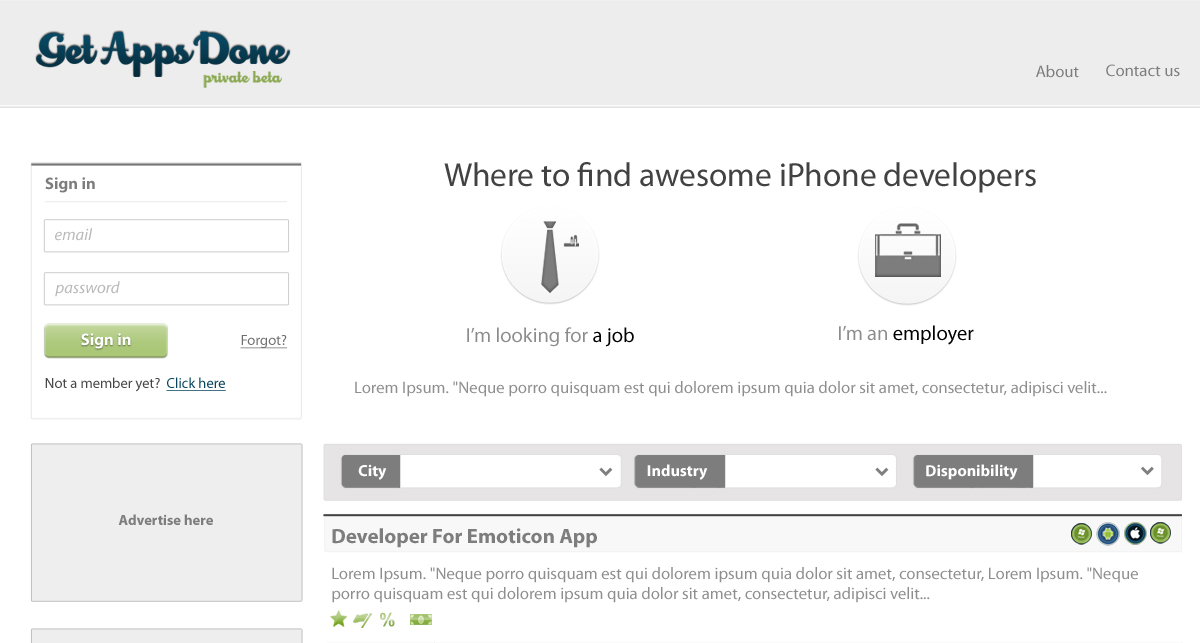 Get Apps Done
private beta
About
Contact us
Sign in
email
password
Sign in
Forgot?
Not a member yet? Click here
Advertise here
Where to find awesome iPhone developers
I'm looking for a job
I'm an employer
Lorem Ipsum. "Neque porro quisquam est qui dolorem ipsum quia dolor sit amet, consectetur, adipisci velit...
City
Industry
Disponibility
Developer For Emoticon App
Lorem Ipsum. "Neque porro quisquam est qui dolorem ipsum quia dolor sit amet, consectetur, Lorem Ipsum. "Neque
porro quisquam est qui dolorem ipsum quia dolor sit amet, consectetur, adipisci velit...
%